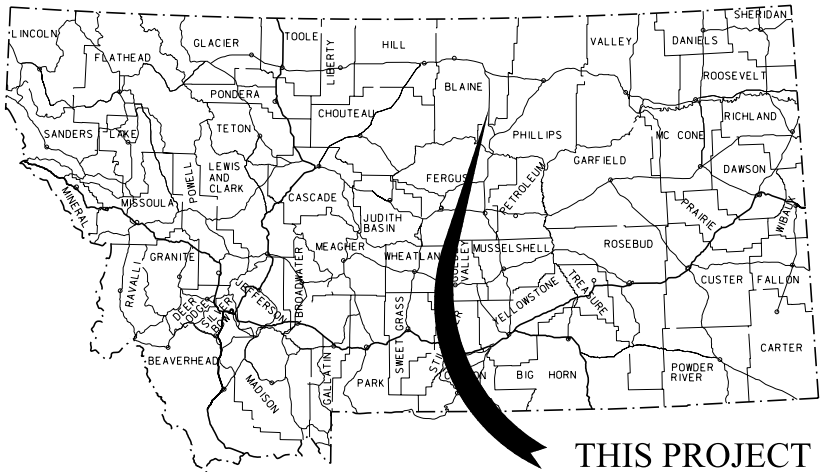 LINCOLN
FLATHEAD
GLACIER
TOOLE
LIBERTY
HILL
BLAINE
VALLEY
DANIELS
SHERIDAN
ROOSEVELT
PONDERA
CHOUTEAU
PHILLIPS
RICHLAND
MC CONE
SANDERS
LAKE
TETON
LEWIS
AND
CLARK
POWELL
CASCADE
FERGUS
PETROLEUM
GARFIELD
DAWSON
MINERAL
MISSOULA
JUDITH
BASIN
PRAIRIE
WIBAUX
RAVALLI
GRANITE
MEAGHER
BROADWATER
WHEATLAN
VALLEY
MUSSELSHELL
ROSEBUD
CUSTER
FALLON
DEER
LODGE
SILVER
BOW
JEFFERSON
YELLOWSTONE
TREASURE
SWEET GRASS
BEAVERHEAD
MADISON
GALLATIN
PARK
BIG HORN
POWDER
RIVER
CARTER
THIS PROJECT